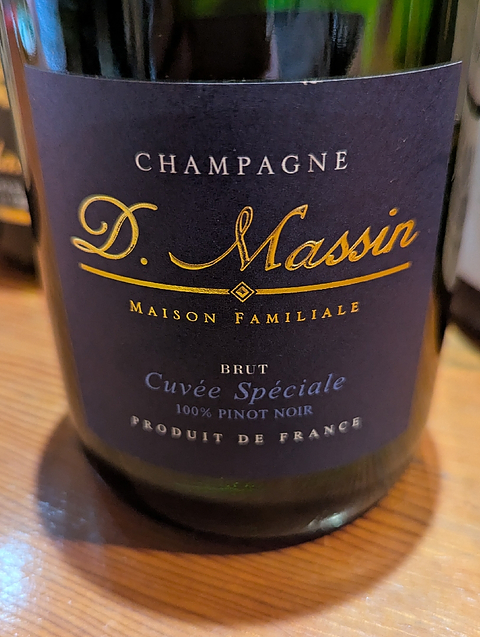 CHAMPAGNE
D. Massin
MAISON FAMILIALE
BRUT
Cuvée Spéciale
100% PINOT NOIR
PRODUIT DE FRANCE